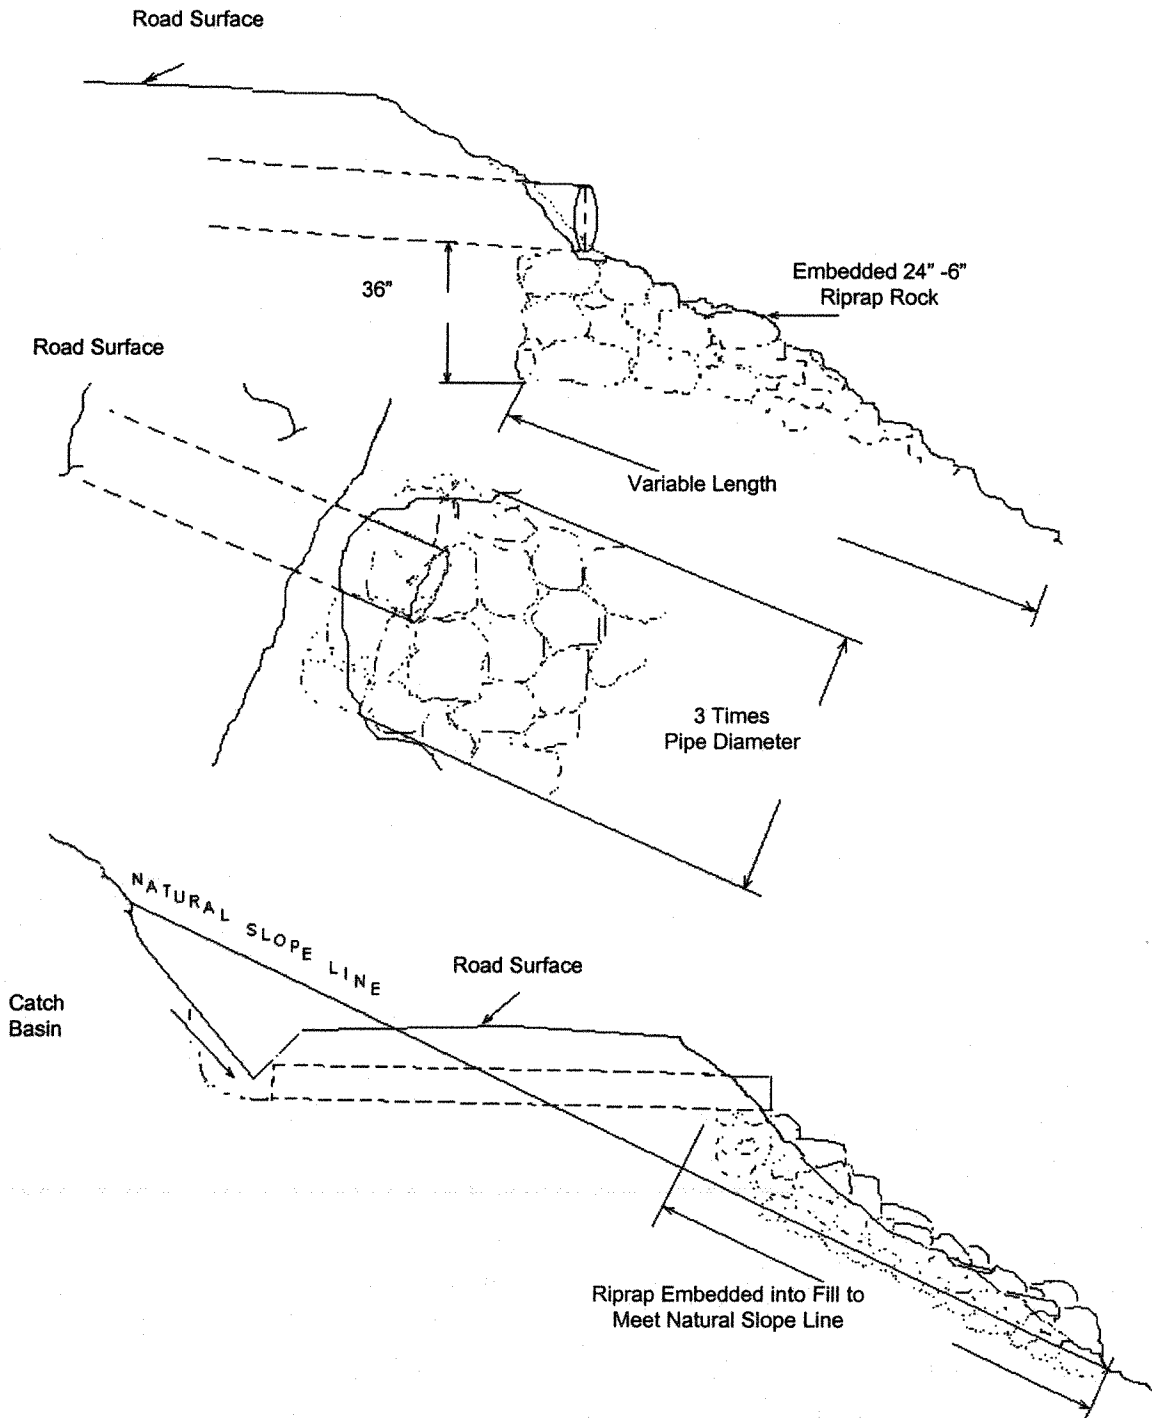 Road Surface
Embedded 24” -6”
Riprap Rock
36”
Road Surface
Variable Length
3 Times
Pipe Diameter
NATURAL SLOPE LINE
Road Surface
Catch
Basin
Riprap Embedded into Fill to
Meet Natural Slope Line